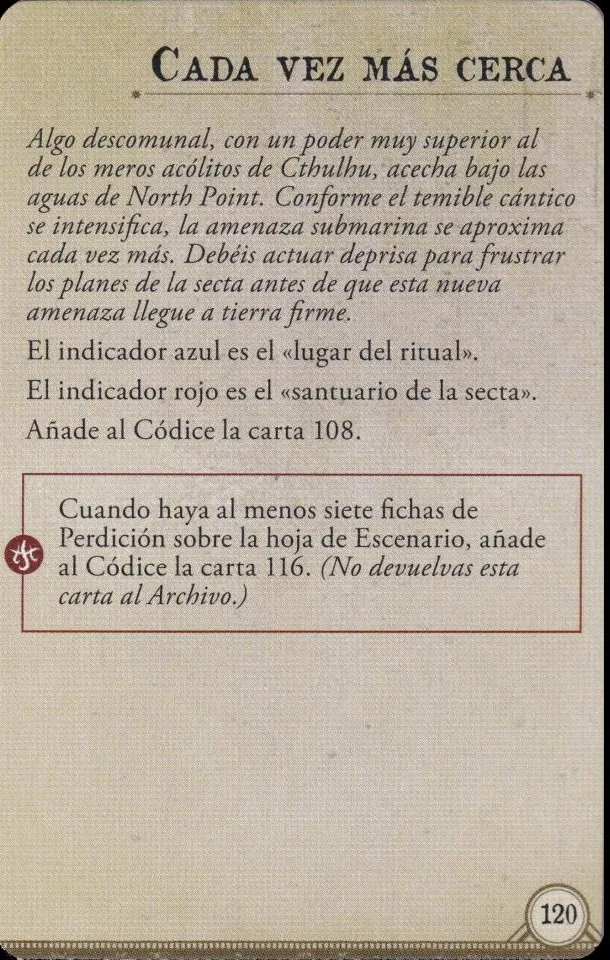 Cada vez más cerca
Algo descomunal, con un poder muy superior al
de los meros acólitos de Cthulhu, acecha bajo las
aguas de North Point. Conforme el temible cántico
se intensifica, la amenaza submarina se aproxima
cada vez más. Debéis actuar deprisa para frustrar
los planes de la secta antes de que esta nueva
amenaza llegue a tierra firme.
El indicador azul es el «lugar del ritual».
El indicador rojo es el «santuario de la secta».
Añade al Códice la carta 108.
Cuando haya al menos siete fichas de
Perdición sobre la hoja de Escenario, añade
al Códice la carta 116. (No devuelvas esta
carta al Archivo.)
120